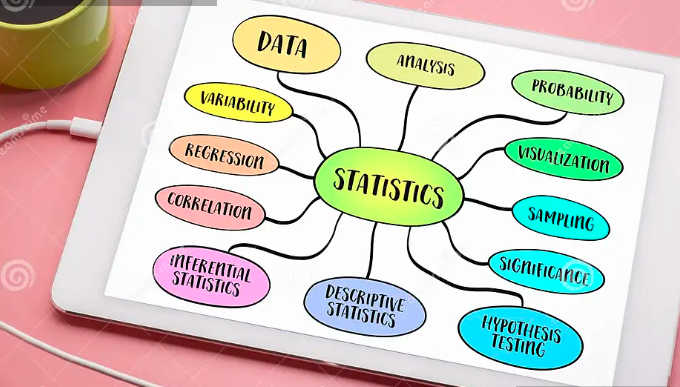 DATA
ANALYSIS
PROBABILITY
VARIABILITY
VISUALIZATION
REGRESSION
STATISTICS
CORRELATION
SAMPLING
INFERENTIAL
STATISTICS
SIGNIFICANCE
DESCRIPTIVE
STATISTICS
HYPOTHESIS
TESTING